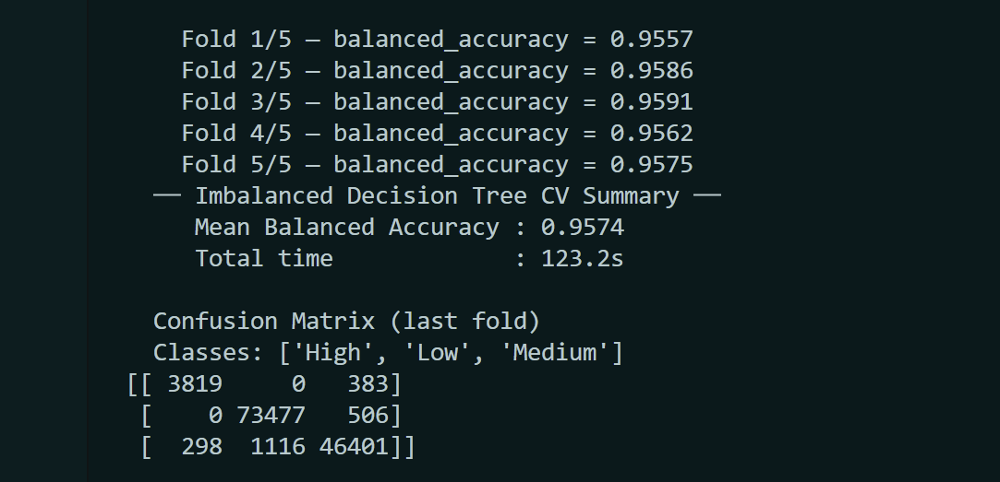 Fold 1/5 — balanced_accuracy = 0.9557
Fold 2/5 — balanced_accuracy = 0.9586
Fold 3/5 — balanced_accuracy = 0.9591
Fold 4/5 — balanced_accuracy = 0.9562
Fold 5/5 — balanced_accuracy = 0.9575
── Imbalanced Decision Tree CV Summary ──
Mean Balanced Accuracy : 0.9574
Total time             : 123.2s
Confusion Matrix (last fold)
Classes: ['High', 'Low', 'Medium']
[[ 3819     0   383]
 [    0 73477   506]
 [  298  1116 46401]]